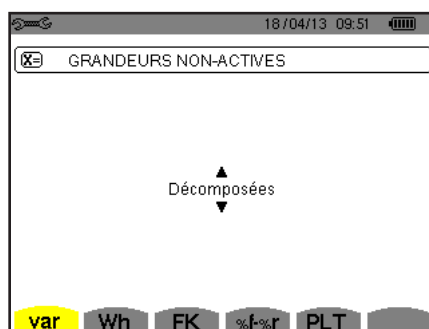 18/04/13 09:51
X= GRANDEURS NON-ACTIVES
Décomposées
var Wh FK %f-%r PLT